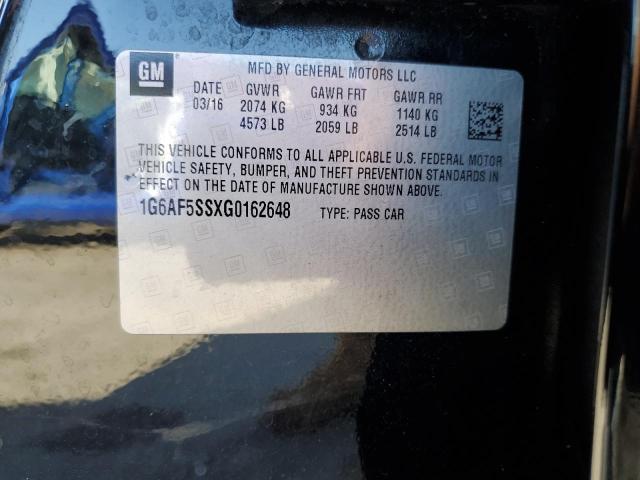 GM MFD BY GENERAL MOTORS LLC
DATE GVWR GAWR FRT GAWR RR
03/16 2074 KG 934 KG 1140 KG
4573 LB 2059 LB 2514 LB
THIS VEHICLE CONFORMS TO ALL APPLICABLE U.S. FEDERAL MOTOR
VEHICLE SAFETY, BUMPER, AND THEFT PREVENTION STANDARDS IN
EFFECT ON THE DATE OF MANUFACTURE SHOWN ABOVE.
1G6AF5SSXG0162648 TYPE: PASS CAR